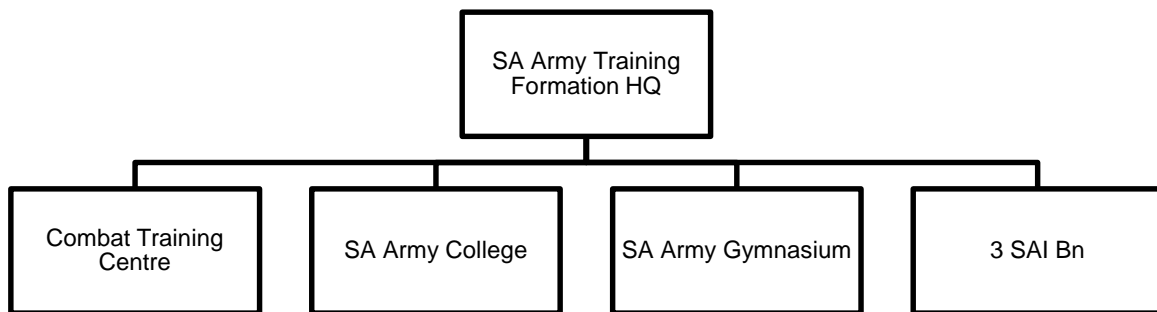 SA Army Training
Formation HQ
Combat Training
Centre
SA Army College
SA Army Gymnasium
3 SAI Bn